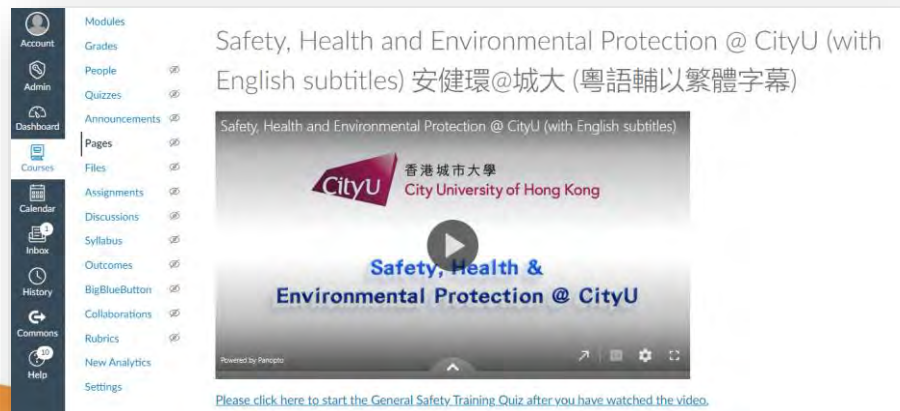 Account
Admin
Dashboard
Courses
Calendar
1
Inbox
History
Commons
10
Help
Modules
Grades
People
Quizzes
Announcements
Pages
Files
Assignments
Discussions
Syllabus
Outcomes
BigBlueButton
Collaborations
Rubrics
New Analytics
Settings
Safety, Health and Environmental Protection @ CityU (with
English subtitles) 安健環@城大 (粵語輔以繁體字幕)
Safety, Health and Environmental Protection @ CityU (with English subtitles)
CityU
香港城市大學
City University of Hong Kong
Safety, Health &
Environmental Protection @ CityU
Powered by Panopto
Please click here to start the General Safety Training Quiz after you have watched the video.